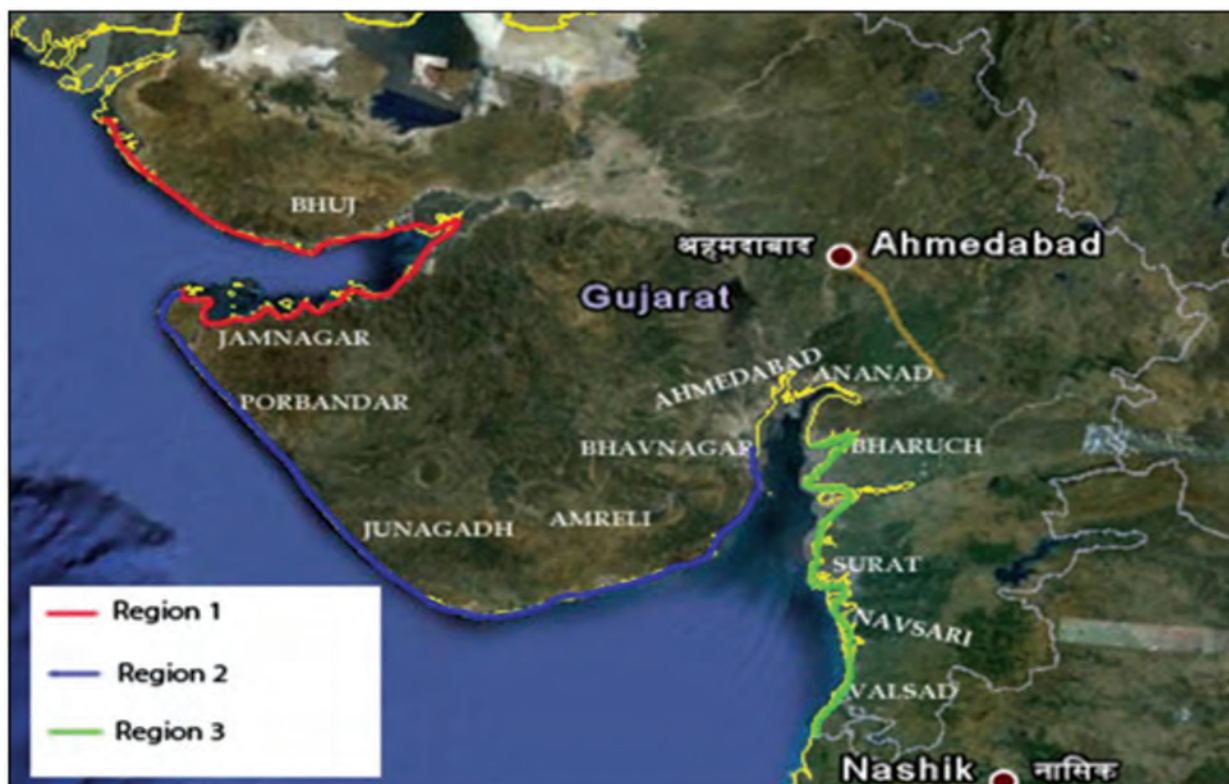 BHUJ
अहमदाबाद Ahmedabad
Gujarat
JAMNAGAR
AHMEDABAD
ANANAD
PORBANDAR
BHAVNAGAR
BHARUCH
JUNAGADH
AMRELI
SURAT
NAVSARI
VALSAD
Nashik नासिक
Region 1
Region 2
Region 3